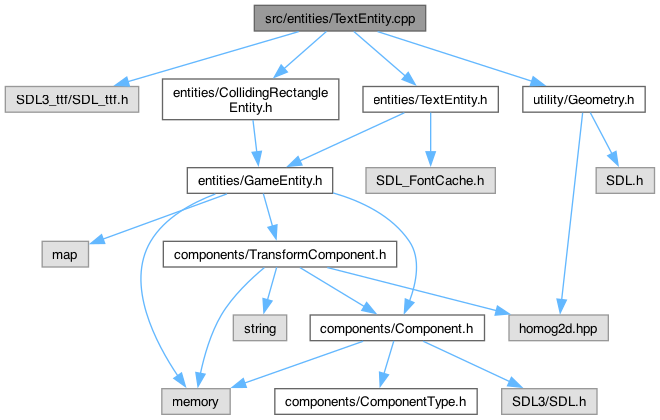 src/entities/TextEntity.cpp
SDL3_ttf/SDL_ttf.h
entities/CollidingRectangle
Entity.h
entities/TextEntity.h
utility/Geometry.h
entities/GameEntity.h
SDL_FontCache.h
SDL.h
map
components/TransformComponent.h
string
components/Component.h
homog2d.hpp
memory
components/ComponentType.h
SDL3/SDL.h